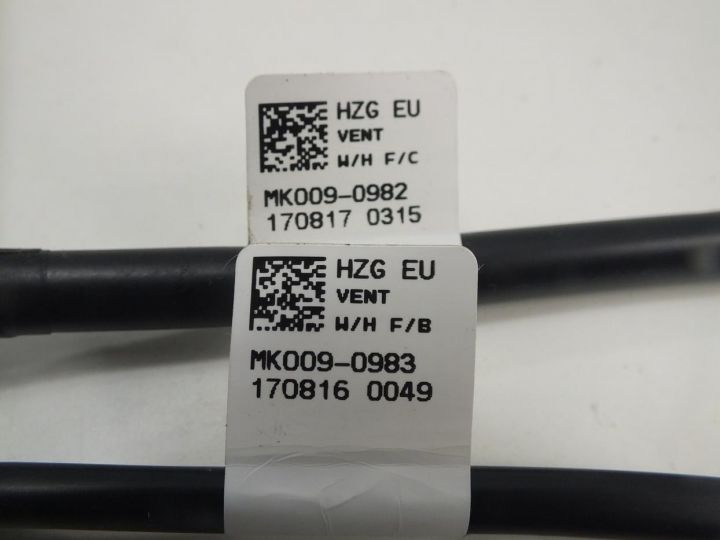 HZG EU
VENT
W/H F/C
MK009-0982
170817 0315
HZG EU
VENT
W/H F/B
MK009-0983
170816 0049